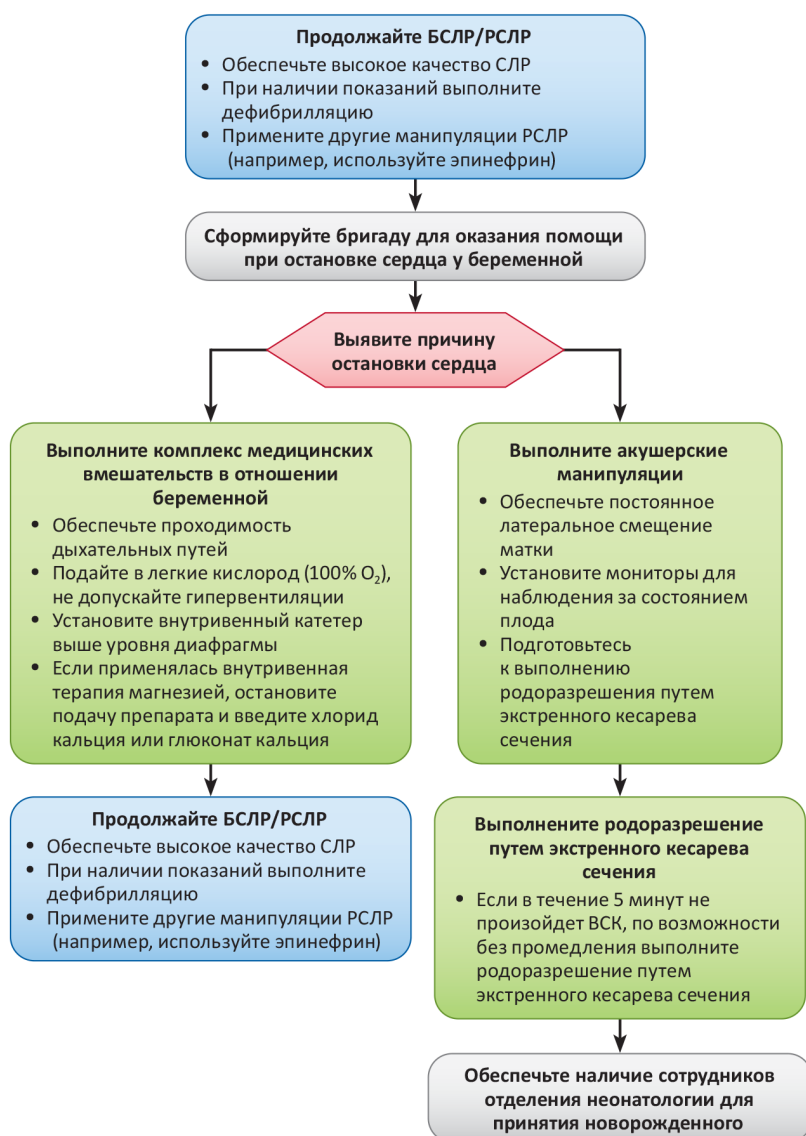 Продолжайте БСЛР/РСЛР
• Обеспечьте высокое качество СЛР
• При наличии показаний выполните
дефибрилляцию
• Примените другие манипуляции РСЛР
(например, используйте эпинефрин)
Сформируйте бригаду для оказания помощи
при остановке сердца у беременной
Выявите причину
остановки сердца
Выполните комплекс медицинских
вмешательств в отношении
беременной
• Обеспечьте проходимость
дыхательных путей
• Подайте в легкие кислород (100% O₂),
не допускайте гипервентиляции
• Установите внутривенный катетер
выше уровня диафрагмы
• Если применялась внутривенная
терапия магнезией, остановите
подачу препарата и введите хлорид
кальция или глюконат кальция
Продолжайте БСЛР/РСЛР
• Обеспечьте высокое качество СЛР
• При наличии показаний выполните
дефибрилляцию
• Примените другие манипуляции РСЛР
(например, используйте эпинефрин)
Выполните акушерские
манипуляции
• Обеспечьте постоянное
латеральное смещение
матки
• Установите мониторы для
наблюдения за состоянием
плода
• Подготовьтесь
к выполнению
родоразрешения путем
экстренного кесарева
сечения
Выполнените родоразрешение
путем экстренного кесарева
сечения
• Если в течение 5 минут не
произойдет ВСК, по возможности
без промедления выполните
родоразрешение путем
экстренного кесарева сечения
Обеспечьте наличие сотрудников
отделения неонатологии для
принятия новорожденного